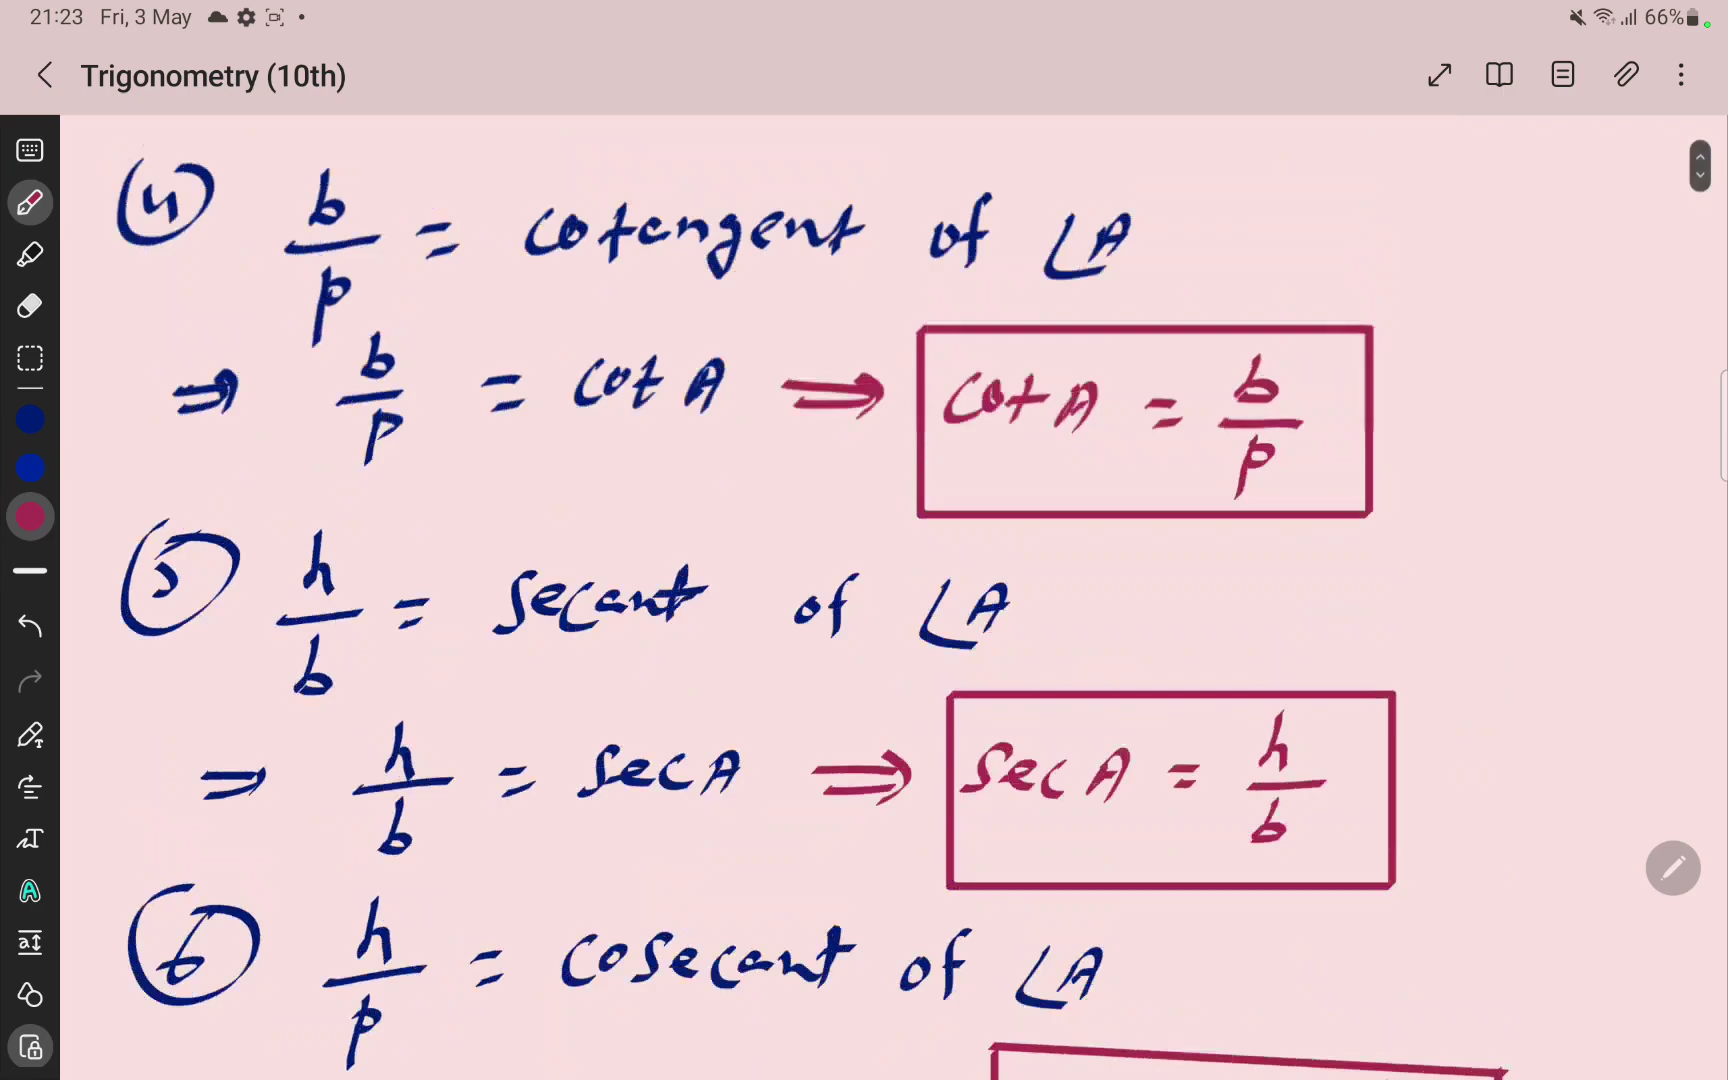 21:23 Fri, 3 May 66%
Trigonometry (10th)
④ b/p = cotangent of ∠A
⇒ b/p = cot A ⇒ cot A = b/p
⑤ h/b = secant of ∠A
⇒ h/b = sec A ⇒ sec A = h/b
⑥ h/p = cosecant of ∠A